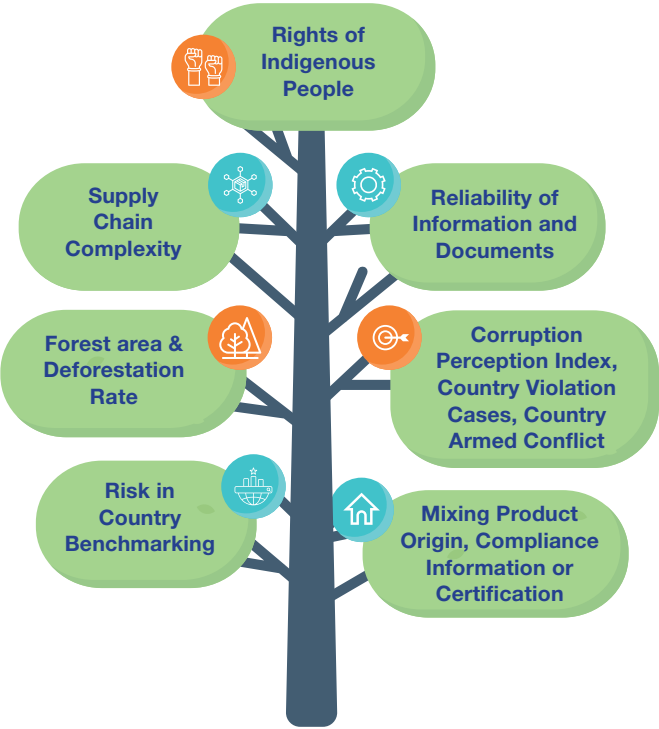 Rights of
Indigenous
People
Supply
Chain
Complexity
Reliability of
Information and
Documents
Forest area &
Deforestation
Rate
Corruption
Perception Index,
Country Violation
Cases, Country
Armed Conflict
Risk in
Country
Benchmarking
Mixing Product
Origin, Compliance
Information or
Certification